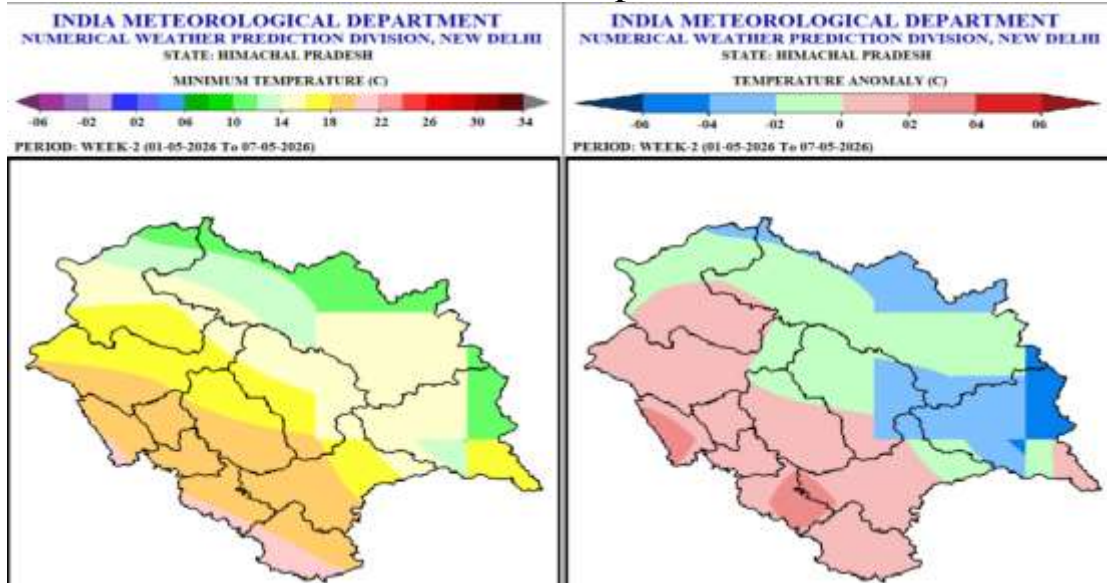 INDIA METEOROLOGICAL DEPARTMENT
NUMERICAL WEATHER PREDICTION DIVISION, NEW DELHI
STATE: HIMACHAL PRADESH
MINIMUM TEMPERATURE (C)
-06 -02 02 06 10 14 18 22 26 30 34
PERIOD: WEEK-2 (01-05-2026 To 07-05-2026)
INDIA METEOROLOGICAL DEPARTMENT
NUMERICAL WEATHER PREDICTION DIVISION, NEW DELHI
STATE: HIMACHAL PRADESH
TEMPERATURE ANOMALY (C)
-06 -04 -02 0 02 04 06
PERIOD: WEEK-2 (01-05-2026 To 07-05-2026)